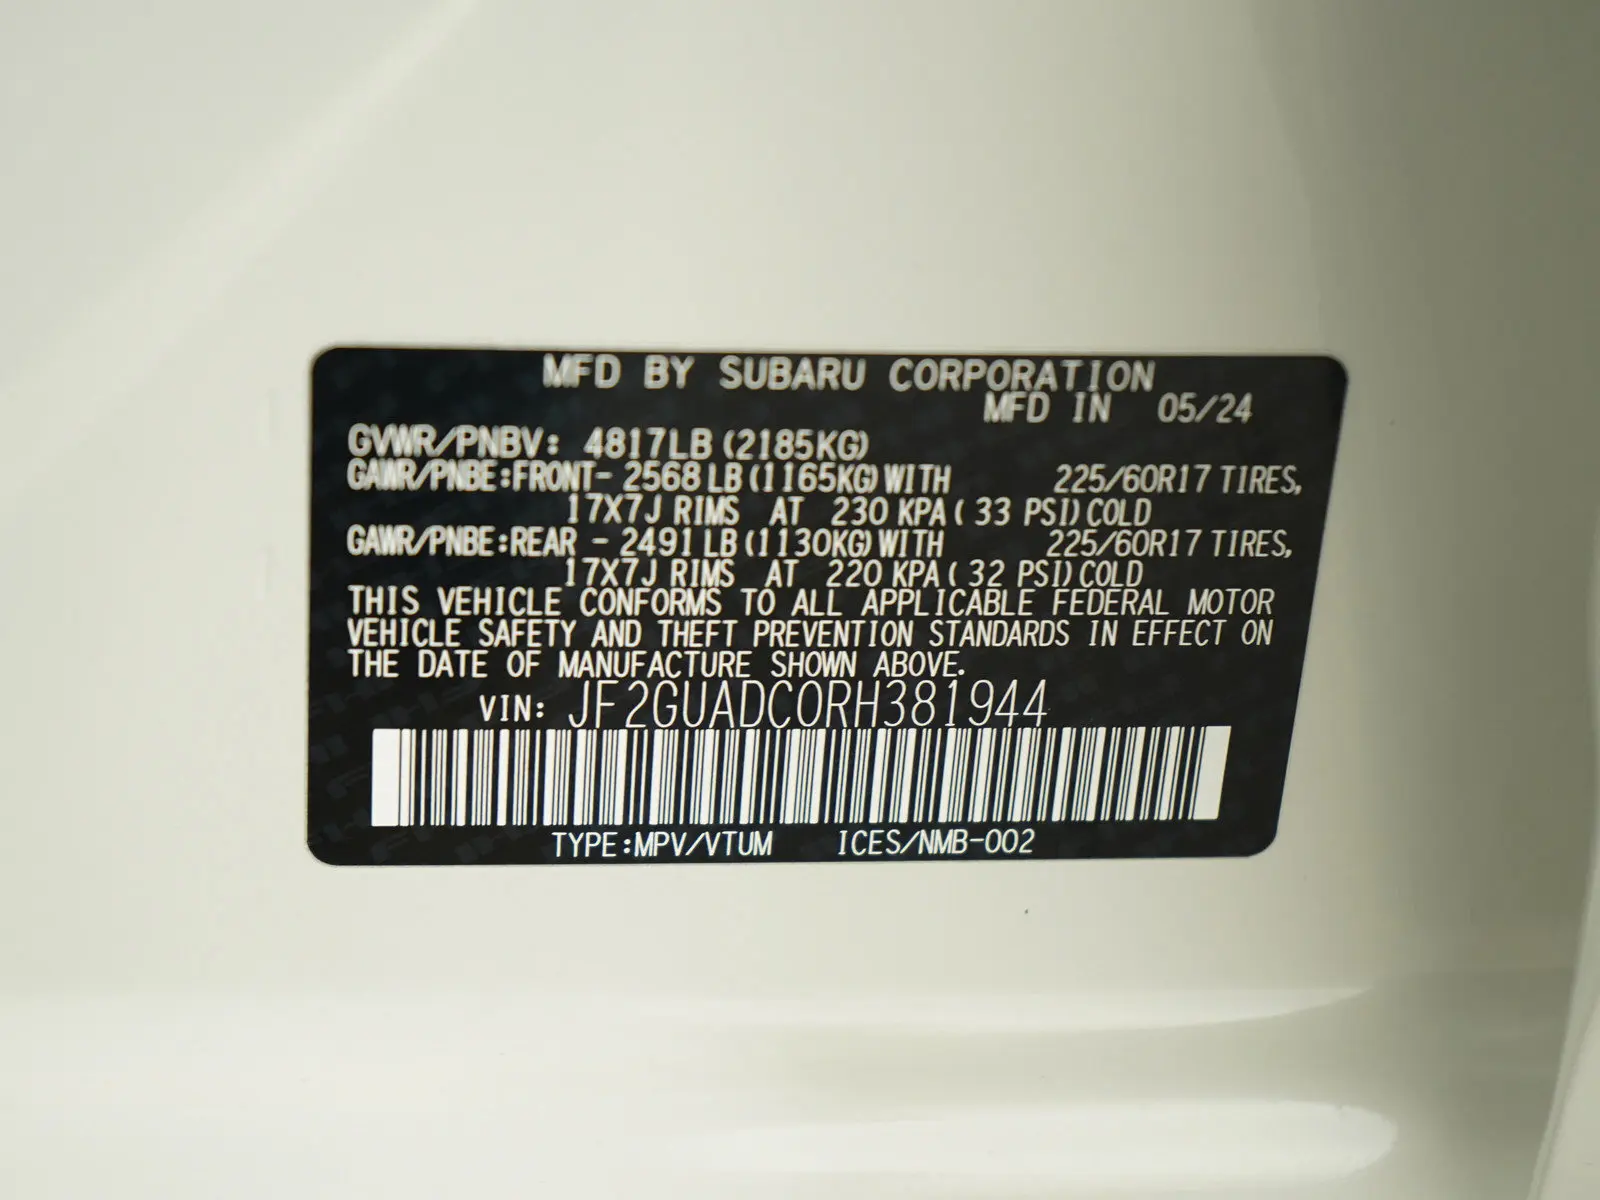 MFD BY SUBARU CORPORATION
MFD IN 05/24
GVWR/PNBV: 4817LB (2185KG)
GAWR/PNBE:FRONT- 2568 LB (1165KG) WITH 225/60R17 TIRES,
17X7J RIMS AT 230 KPA ( 33 PSI) COLD
GAWR/PNBE:REAR - 2491 LB (1130KG) WITH 225/60R17 TIRES,
17X7J RIMS AT 220 KPA ( 32 PSI) COLD
THIS VEHICLE CONFORMS TO ALL APPLICABLE FEDERAL MOTOR
VEHICLE SAFETY AND THEFT PREVENTION STANDARDS IN EFFECT ON
THE DATE OF MANUFACTURE SHOWN ABOVE.
VIN: JF2GUADC0RH381944
TYPE:MPV/VTUM ICES/NMB-002